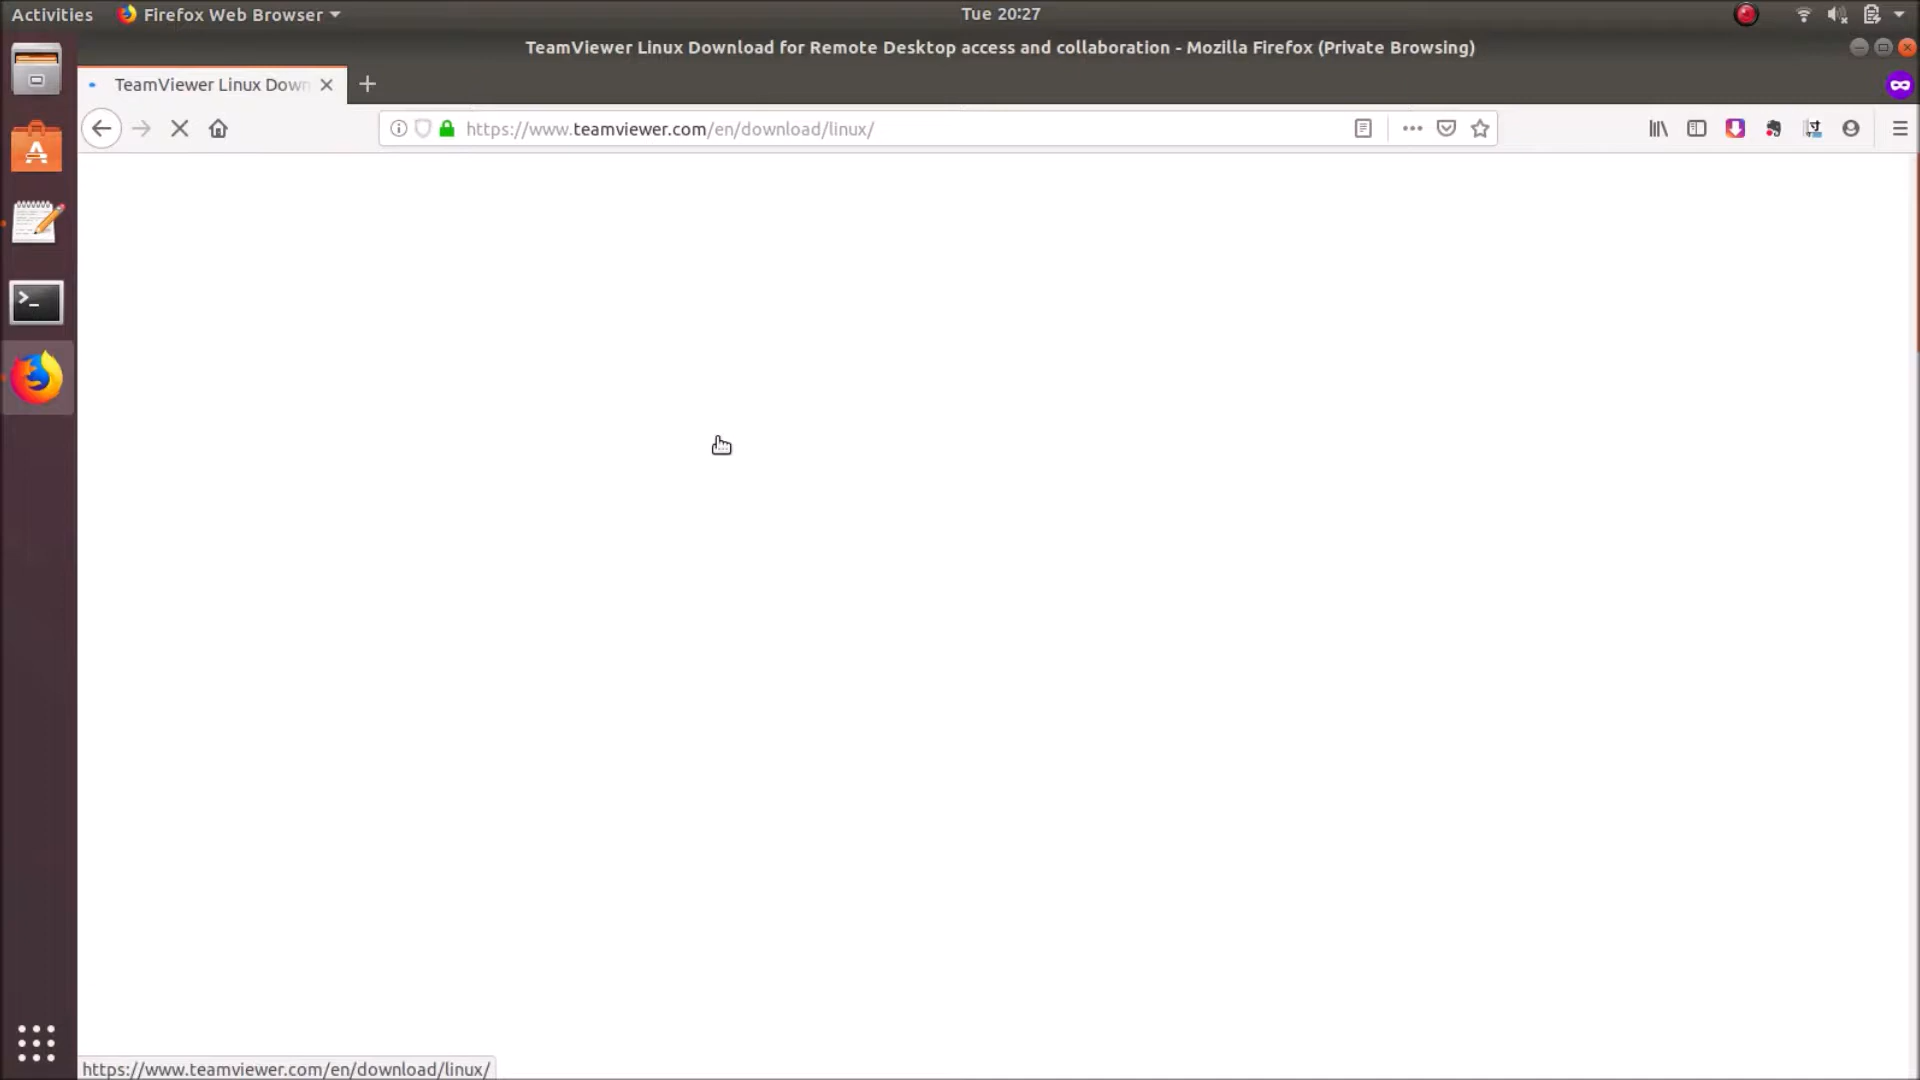 Activities
Firefox Web Browser
Tue 20:27
TeamViewer Linux Download for Remote Desktop access and collaboration - Mozilla Firefox (Private Browsing)
TeamViewer Linux Down
https://www.teamviewer.com/en/download/linux/
https://www.teamviewer.com/en/download/linux/